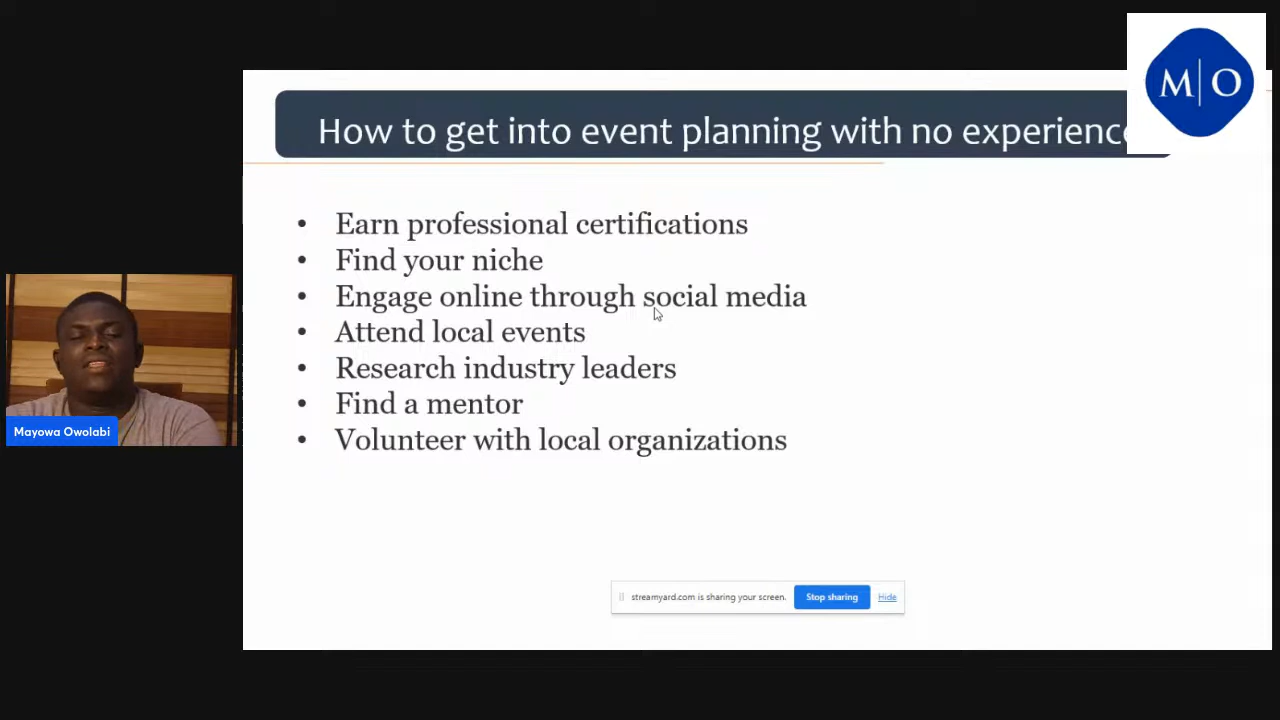 M|O
How to get into event planning with no experience
• Earn professional certifications
• Find your niche
• Engage online through social media
• Attend local events
• Research industry leaders
• Find a mentor
• Volunteer with local organizations
Mayowa Owolabi
streamyard.com is sharing your screen. Stop sharing Hide